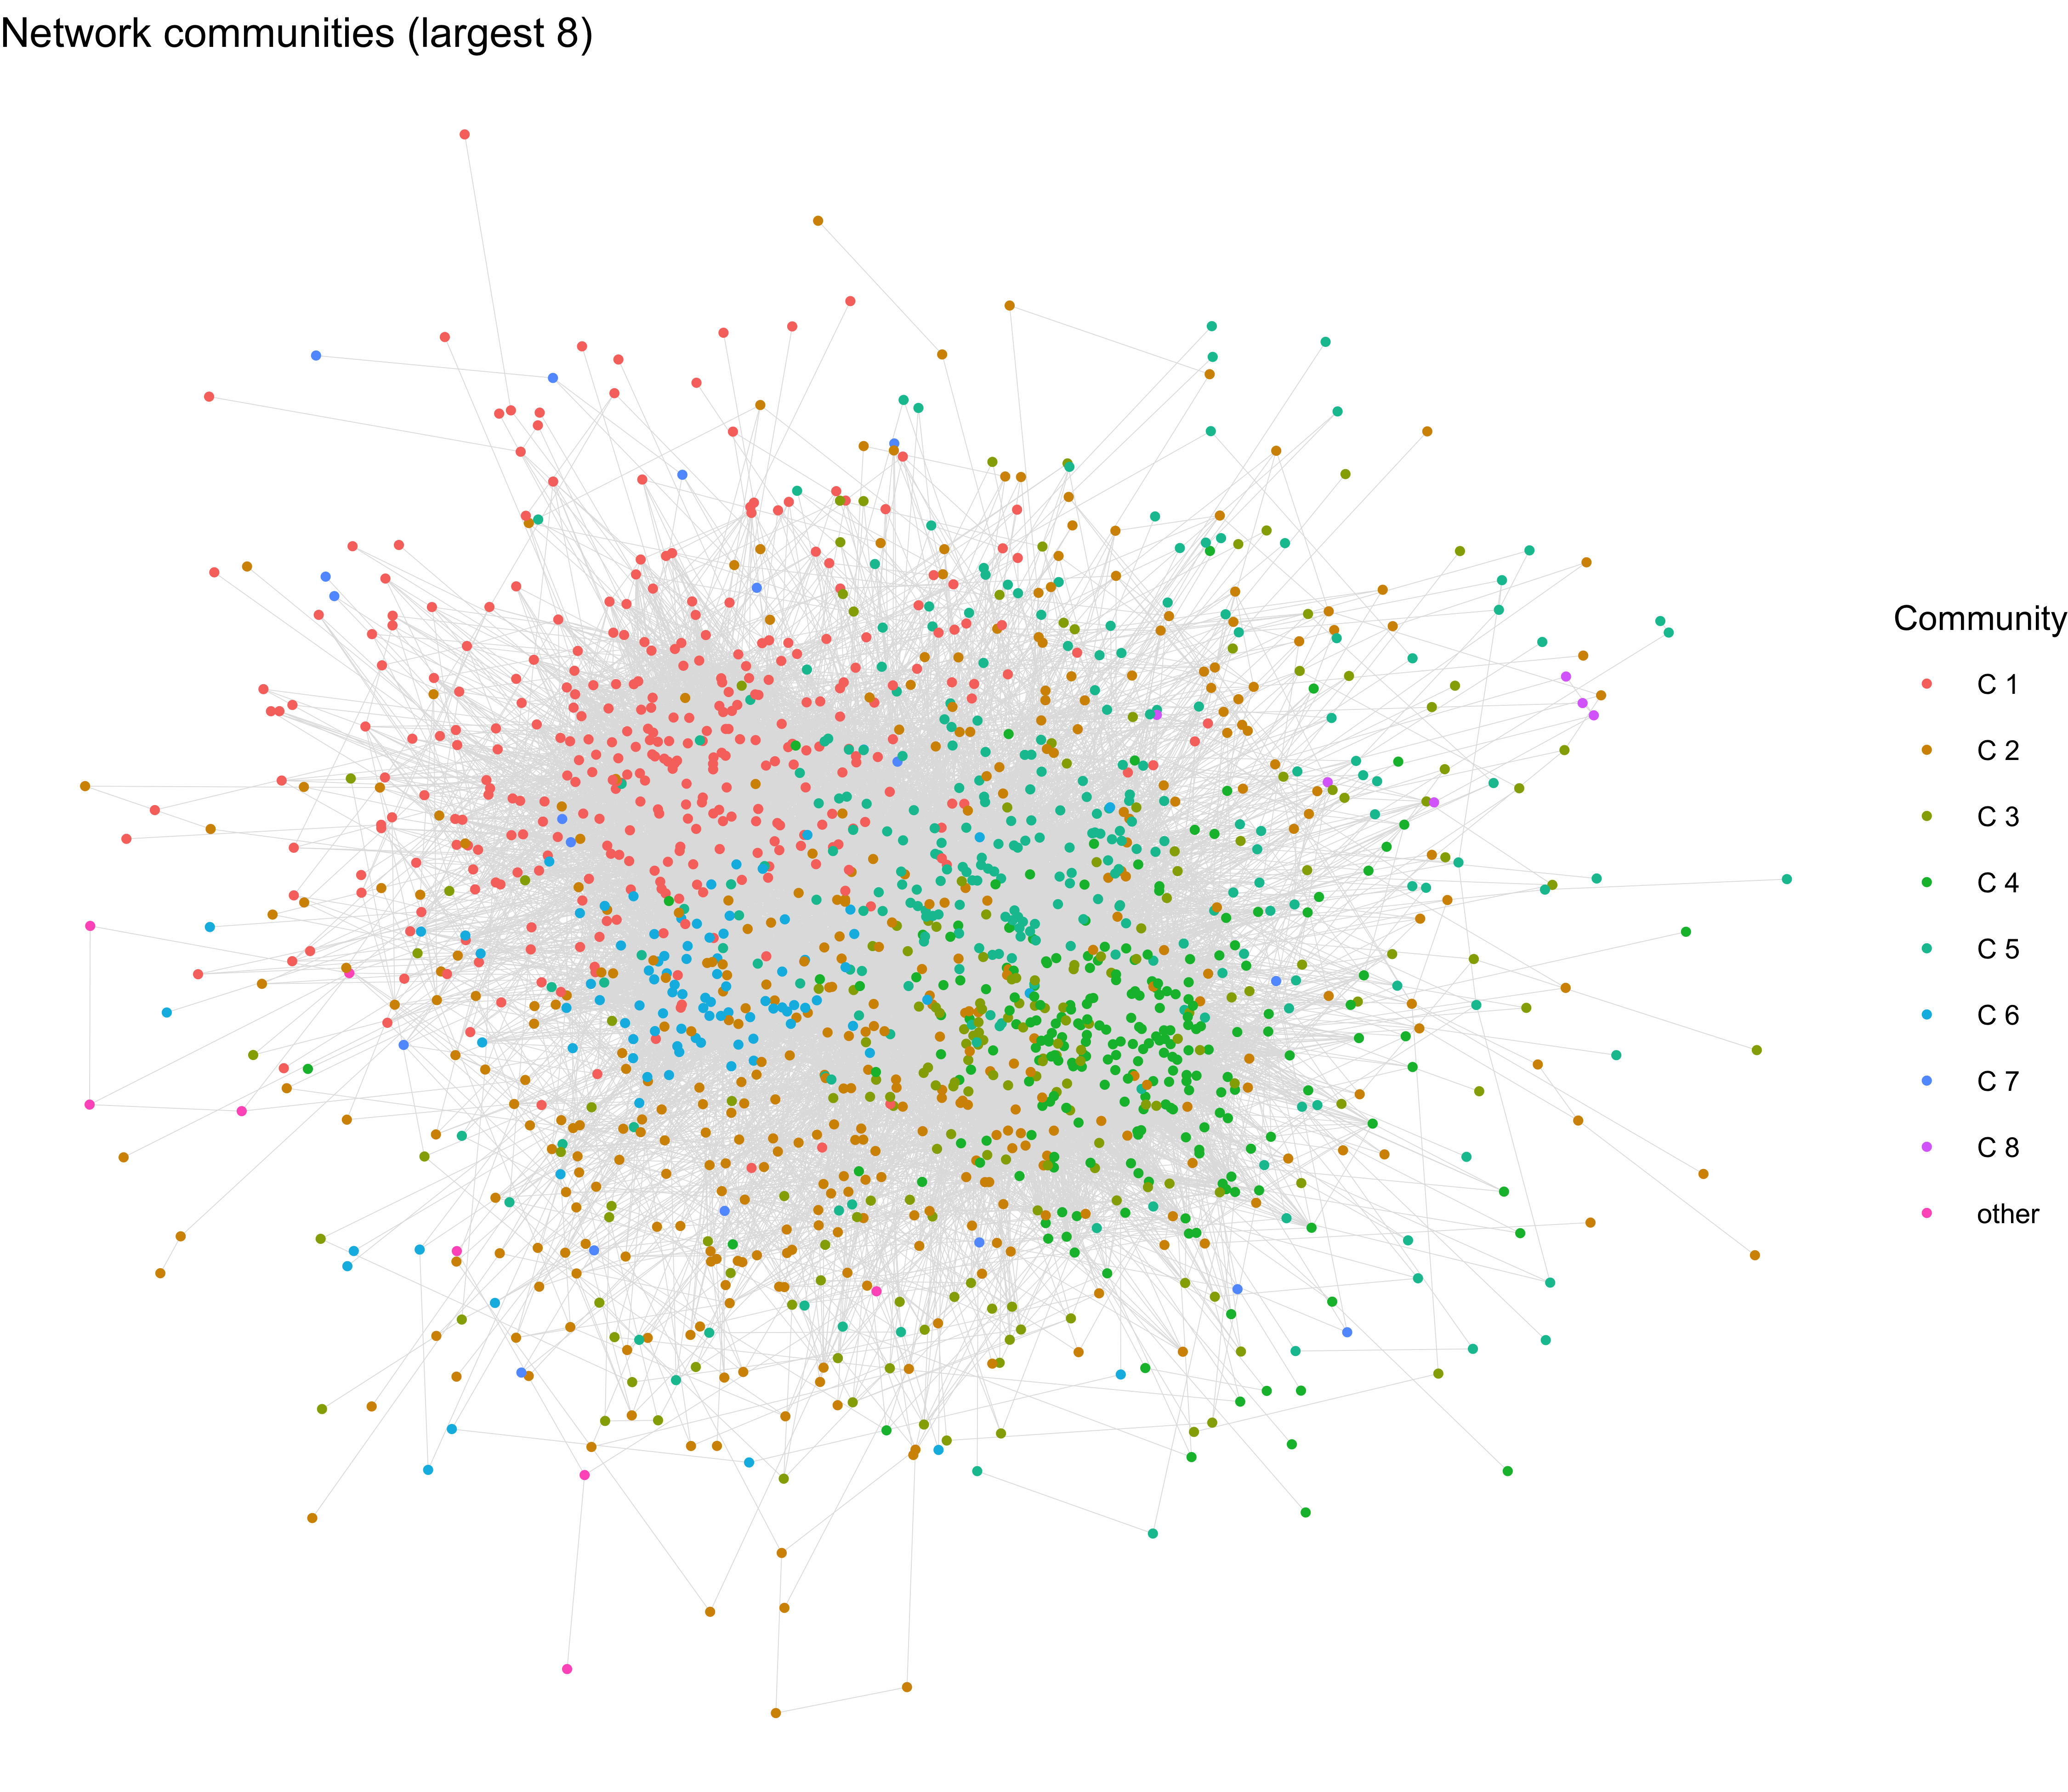 Network communities (largest 8)
Community
C 1
C 2
C 3
C 4
C 5
C 6
C 7
C 8
other